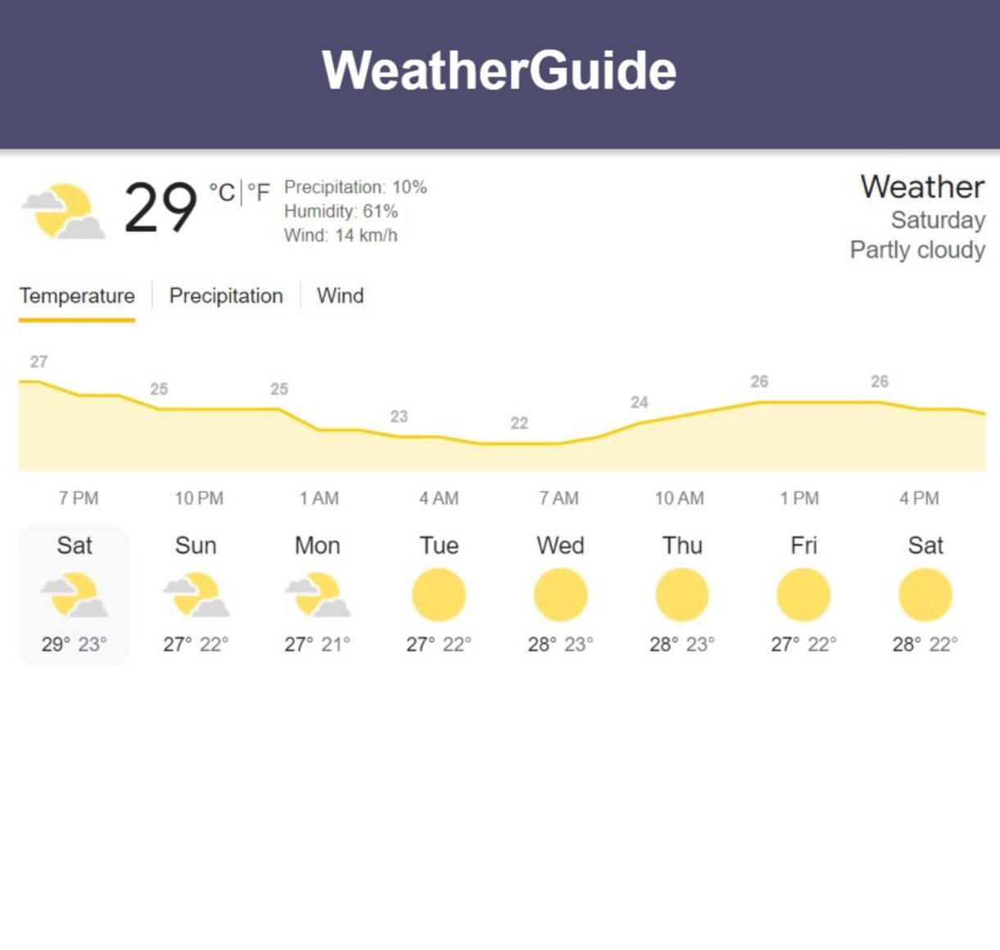 WeatherGuide
29 °C|°F
Precipitation: 10%
Humidity: 61%
Wind: 14 km/h
Weather
Saturday
Partly cloudy
Temperature Precipitation Wind
27 25 25 23 22 24 26 26
7 PM 10 PM 1 AM 4 AM 7 AM 10 AM 1 PM 4 PM
Sat Sun Mon Tue Wed Thu Fri Sat
29° 23° 27° 22° 27° 21° 27° 22° 28° 23° 28° 23° 27° 22° 28° 22°